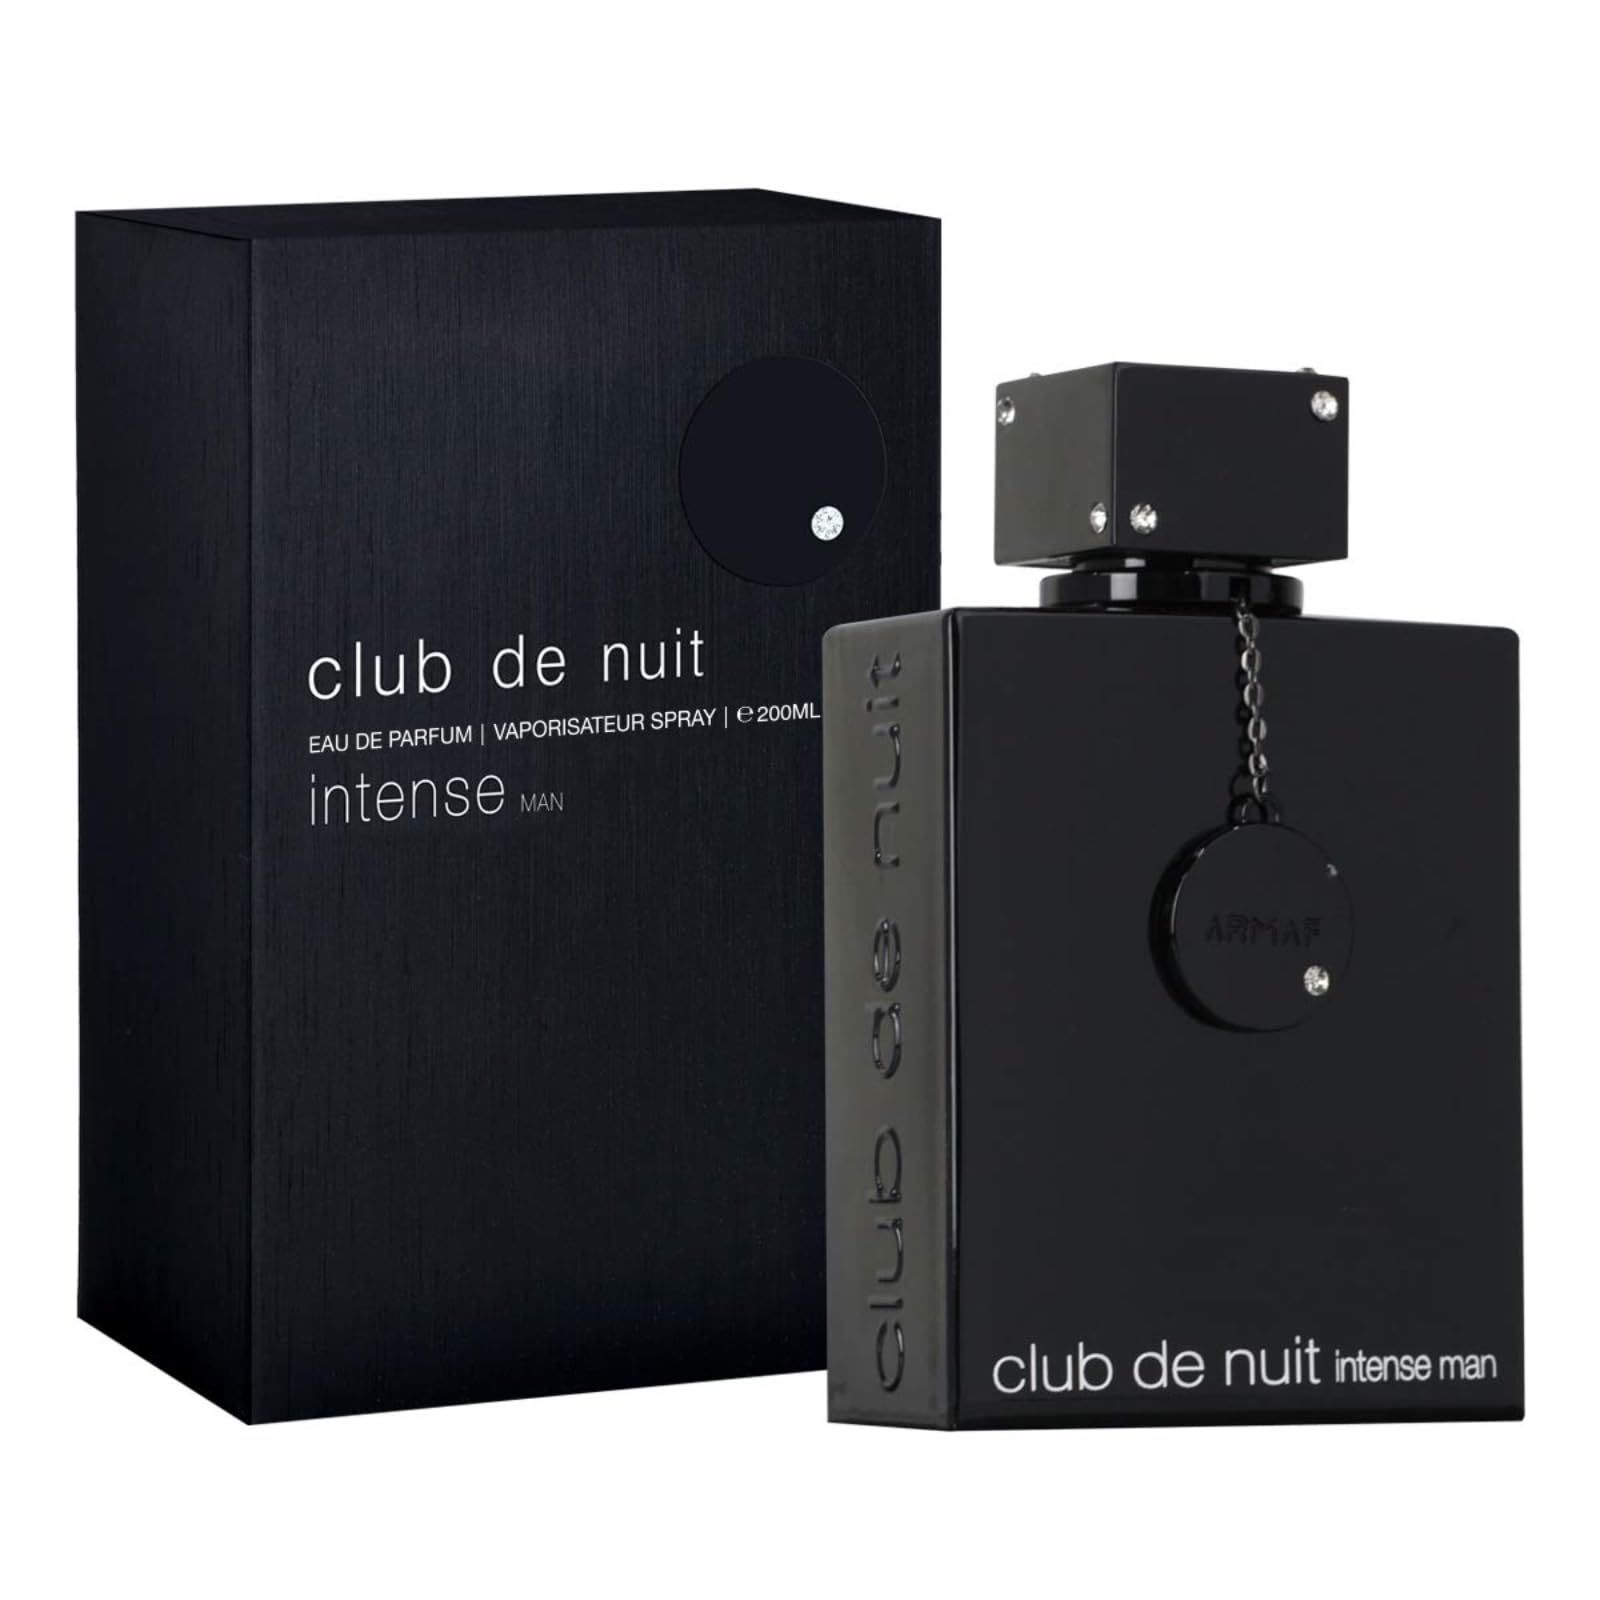 club de nuit
EAU DE PARFUM | VAPORISATEUR SPRAY | ℮200ML
intense MAN
club de nuit
ARMAF
club de nuit intense man